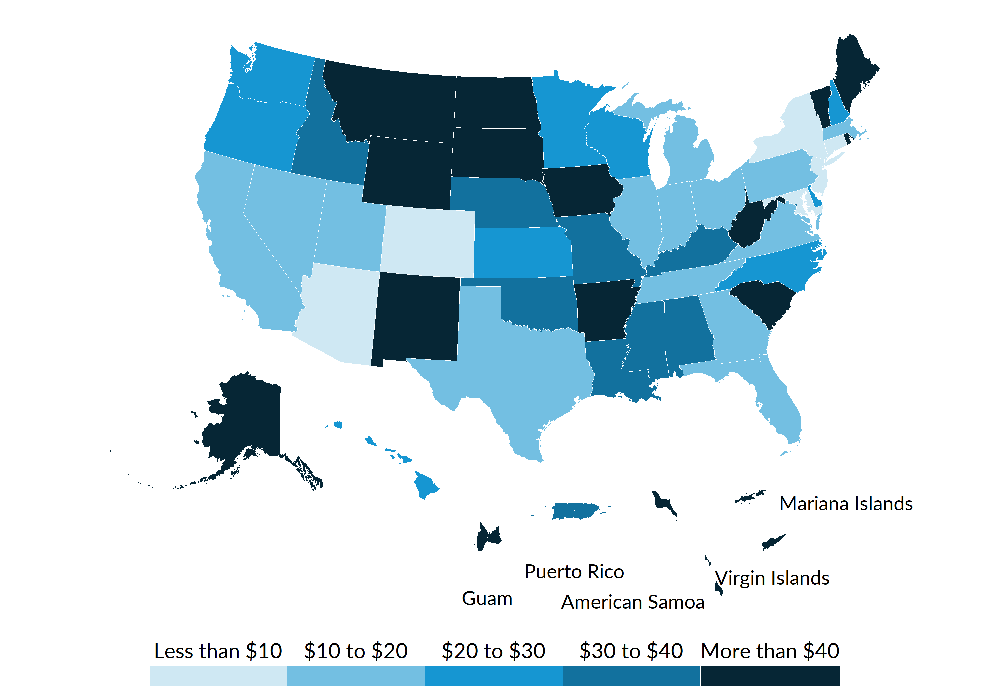 Mariana Islands
Puerto Rico
Virgin Islands
Guam
American Samoa
Less than $10
$10 to $20
$20 to $30
$30 to $40
More than $40